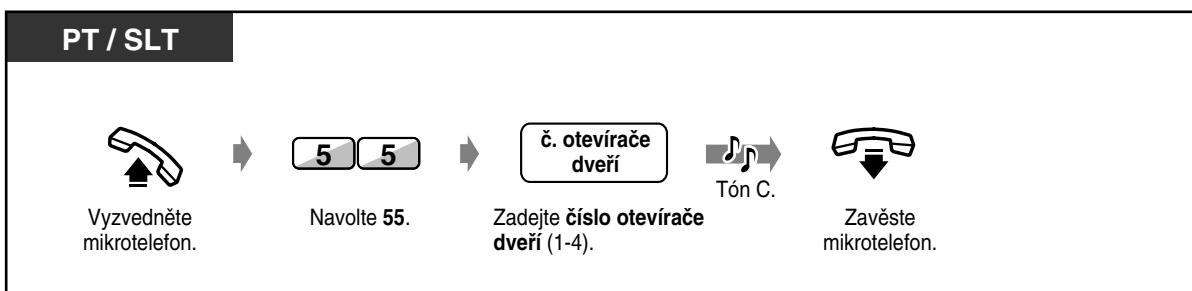 PT / SLT
5 5
č. otevírače
dveří
Tón C.
Vyzvedněte
mikrotelefon.
Navolte 55.
Zadejte číslo otevírače
dveří (1-4).
Zavěste
mikrotelefon.